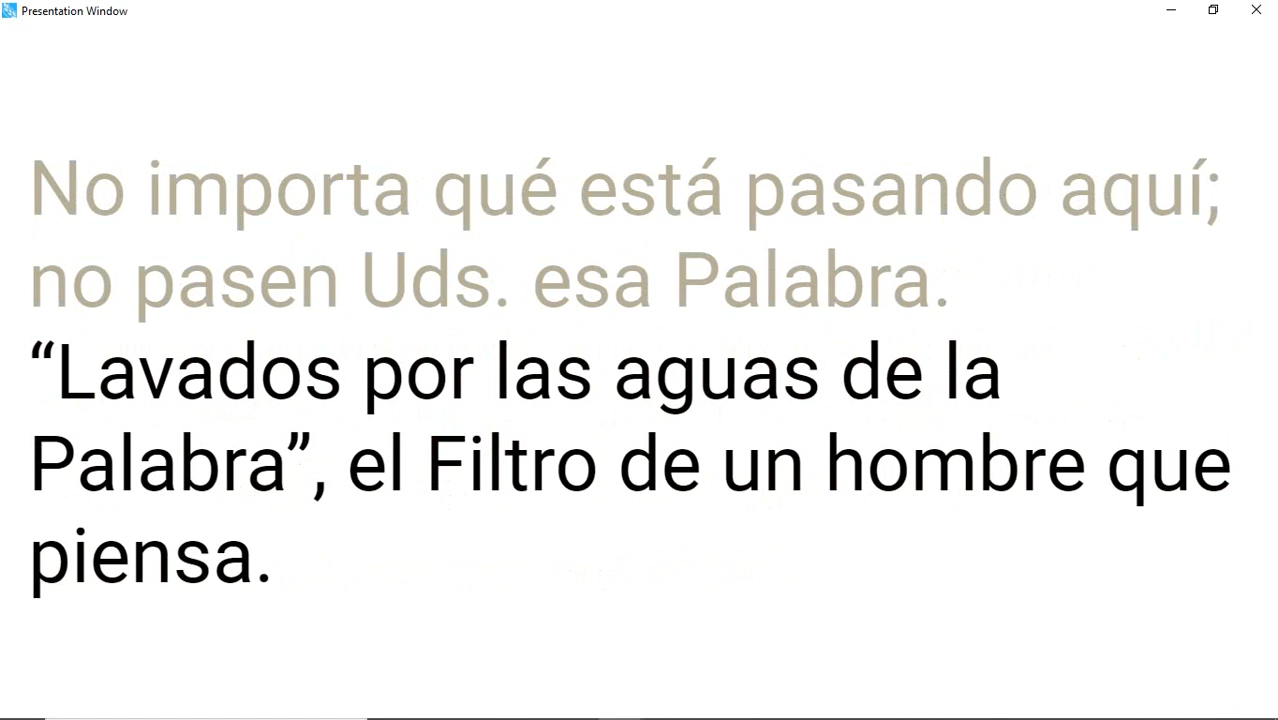 Presentation Window
No importa qué está pasando aquí;
no pasen Uds. esa Palabra.
“Lavados por las aguas de la
Palabra”, el Filtro de un hombre que
piensa.